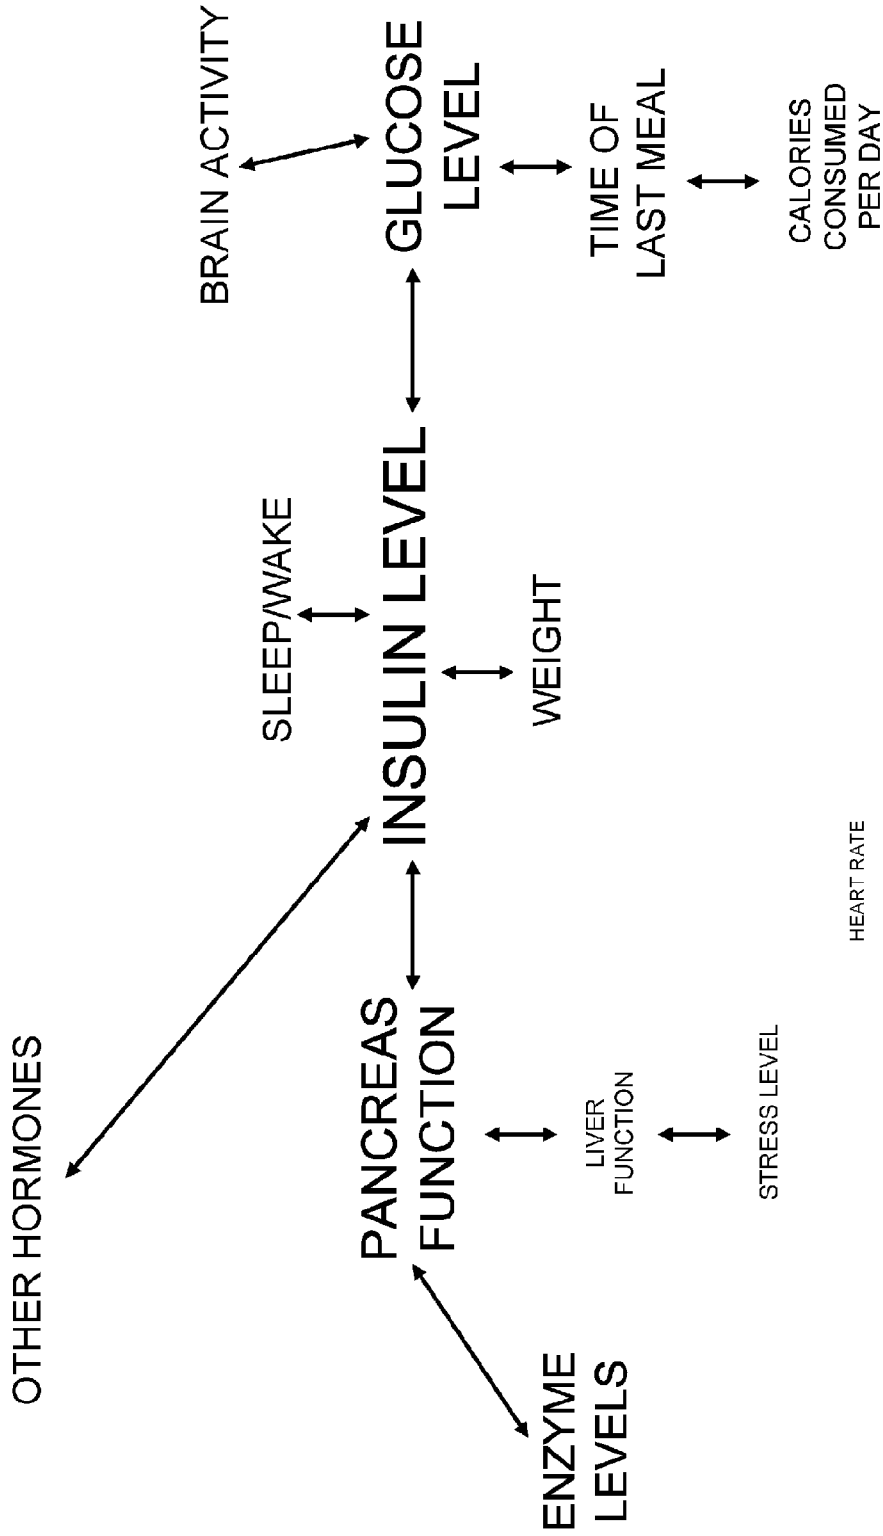 OTHER HORMONES
BRAIN ACTIVITY
SLEEP/WAKE
PANCREAS
FUNCTION
INSULIN LEVEL
GLUCOSE
LEVEL
ENZYME
LEVELS
LIVER
FUNCTION
WEIGHT
TIME OF
LAST MEAL
STRESS LEVEL
HEART RATE
CALORIES
CONSUMED
PER DAY